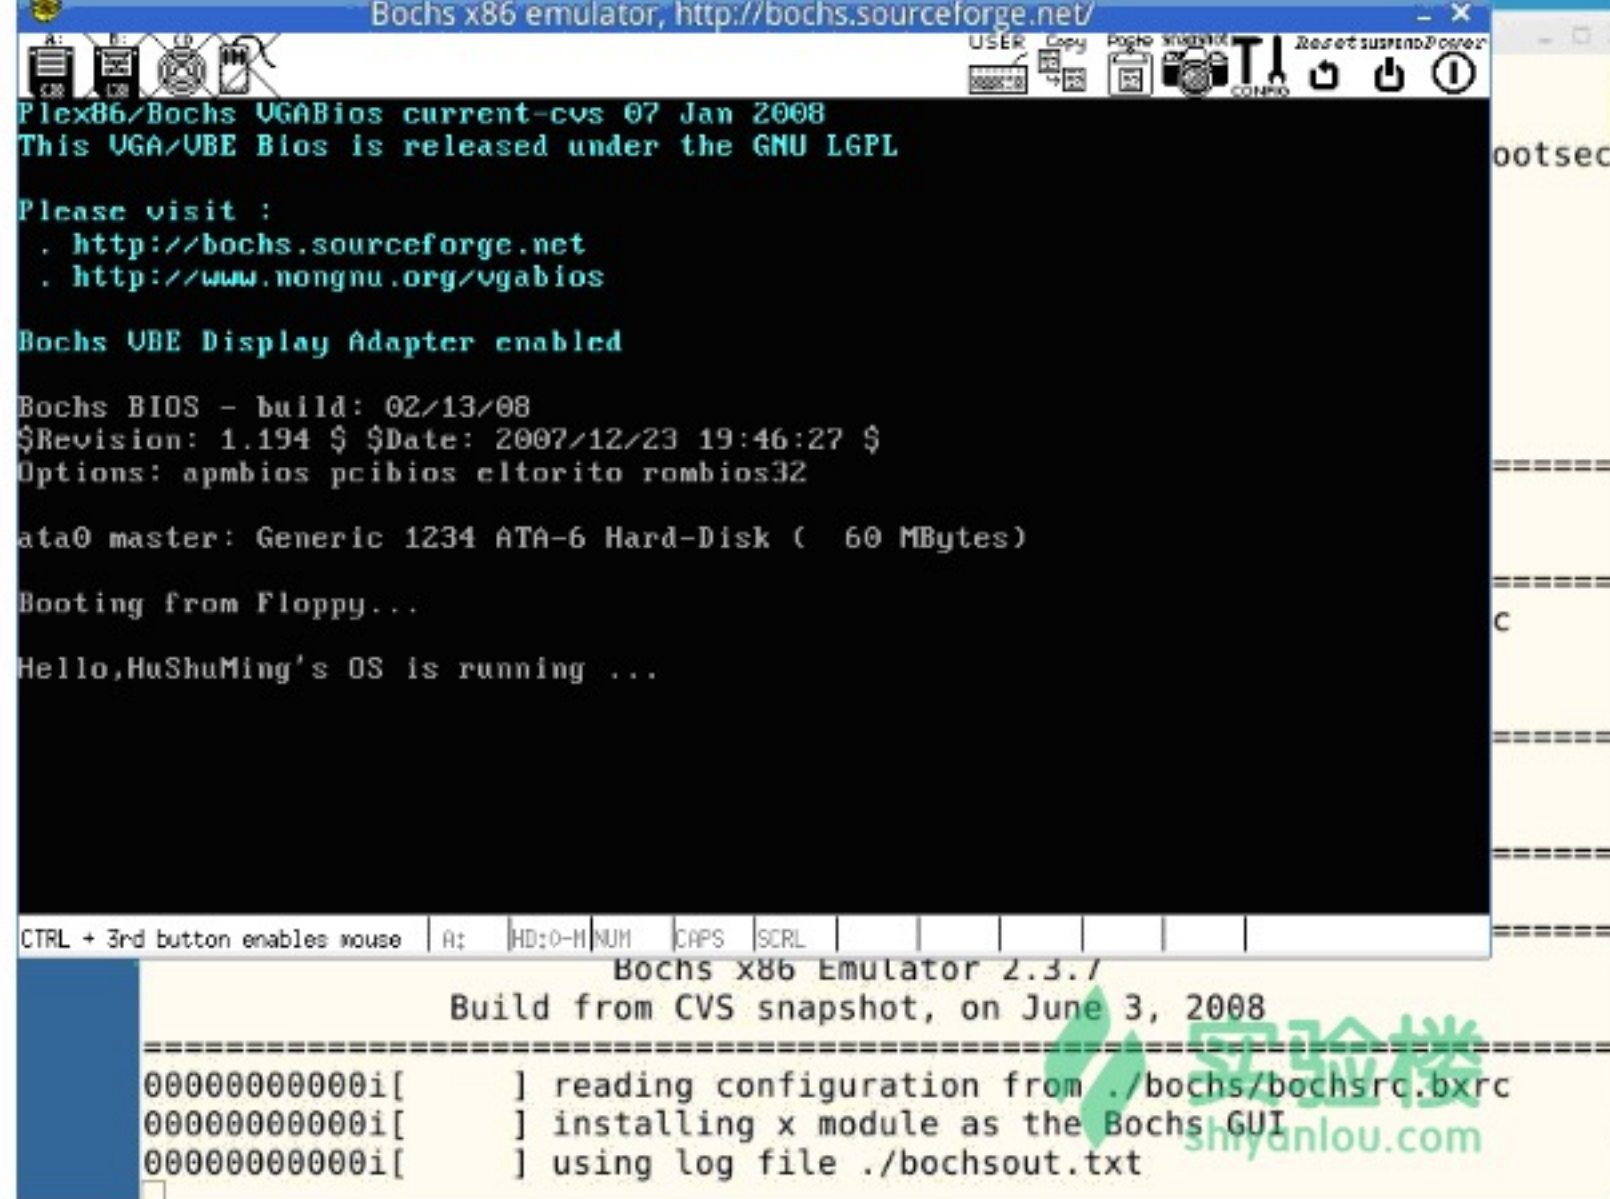 Bochs x86 emulator, http://bochs.sourceforge.net/
A: B: CD USER Copy Paste snapshot CONFIG Reset SUSPEND Power
Plex86/Bochs VGABios current-cvs 07 Jan 2008
This VGA/VBE Bios is released under the GNU LGPL
Please visit :
. http://bochs.sourceforge.net
. http://www.nongnu.org/vgabios
Bochs VBE Display Adapter enabled
Bochs BIOS - build: 02/13/08
$Revision: 1.194 $ $Date: 2007/12/23 19:46:27 $
Options: apmbios pcibios eltorito rombios32
ata0 master: Generic 1234 ATA-6 Hard-Disk (  60 MBytes)
Booting from Floppy...
Hello,HuShuMing's OS is running ...
ootsec
======
======
c
======
======
======
CTRL + 3rd button enables mouse A: HD:0-M NUM CAPS SCRL
Bochs x86 Emulator 2.3.7
Build from CVS snapshot, on June 3, 2008
========================================================================
00000000000i[     ] reading configuration from ./bochs/bochsrc.bxrc
00000000000i[     ] installing x module as the Bochs GUI
00000000000i[     ] using log file ./bochsout.txt
实验楼
shiyanlou.com